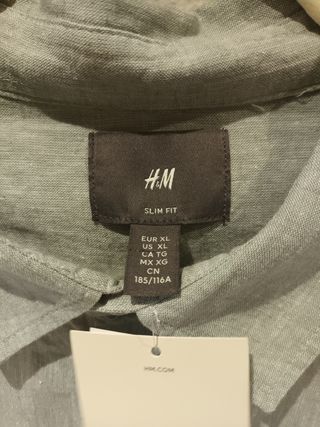 H&M
SLIM FIT
EUR XL
US XL
CA TG
MX XG
CN
185/116A
HM.COM